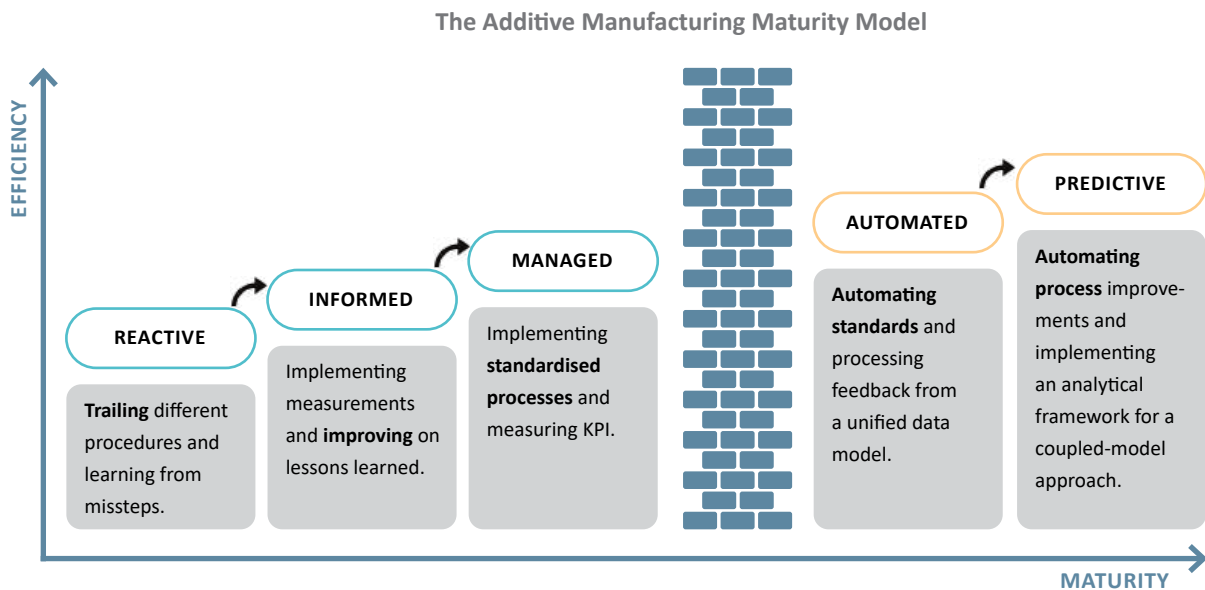 The Additive Manufacturing Maturity Model
EFFICIENCY
REACTIVE
Trailing different
procedures and
learning from
missteps.
INFORMED
Implementing
measurements
and improving on
lessons learned.
MANAGED
Implementing
standardised
processes and
measuring KPI.
AUTOMATED
Automating
standards and
processing
feedback from
a unified data
model.
PREDICTIVE
Automating
process improve-
ments and
implementing
an analytical
framework for a
coupled-model
approach.
MATURITY